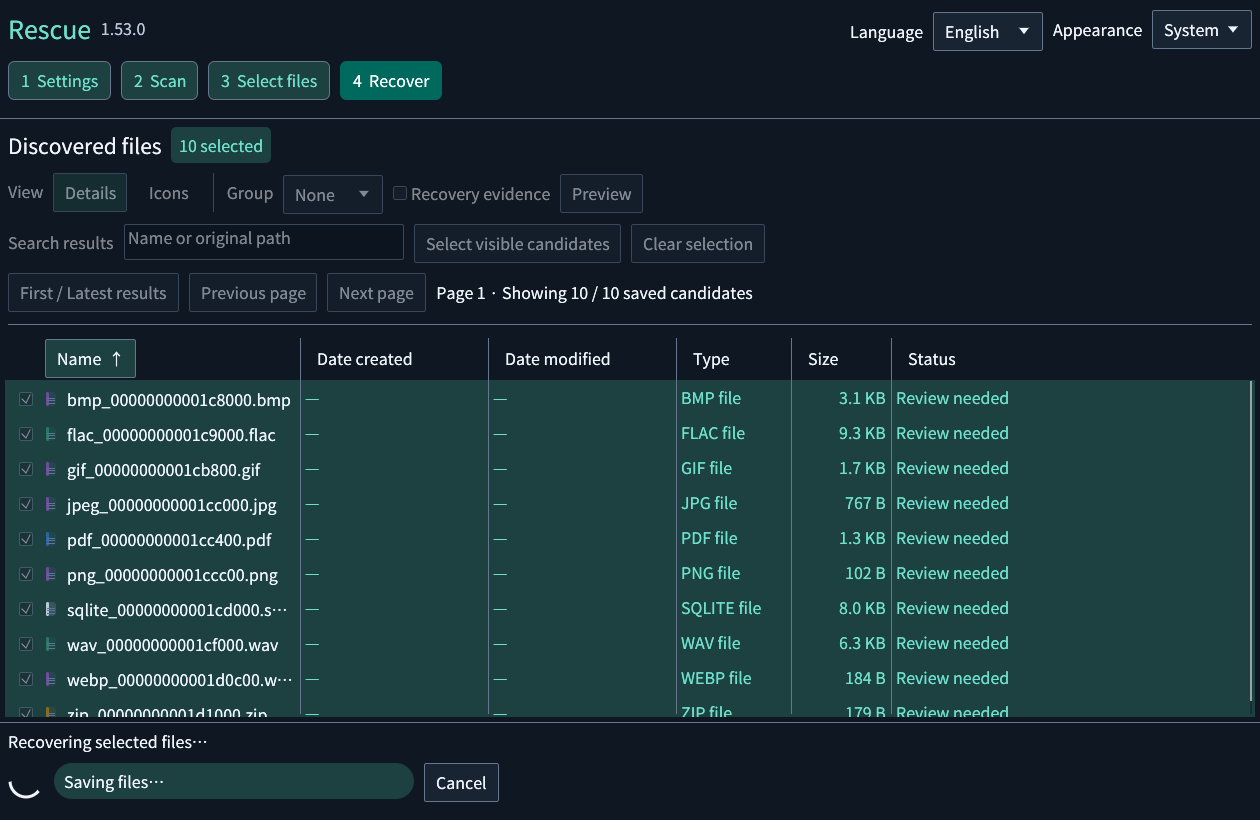 Rescue 1.53.0
Language English Appearance System
1 Settings 2 Scan 3 Select files 4 Recover
Discovered files 10 selected
View Details Icons Group None Recovery evidence Preview
Search results Name or original path Select visible candidates Clear selection
First / Latest results Previous page Next page Page 1 · Showing 10 / 10 saved candidates
Name ↑ Date created Date modified Type Size Status
bmp_00000000001c8000.bmp — — BMP file 3.1 KB Review needed
flac_00000000001c9000.flac — — FLAC file 9.3 KB Review needed
gif_00000000001cb800.gif — — GIF file 1.7 KB Review needed
jpeg_00000000001cc000.jpg — — JPG file 767 B Review needed
pdf_00000000001cc400.pdf — — PDF file 1.3 KB Review needed
png_00000000001ccc00.png — — PNG file 102 B Review needed
sqlite_00000000001cd000.s… — — SQLITE file 8.0 KB Review needed
wav_00000000001cf000.wav — — WAV file 6.3 KB Review needed
webp_00000000001d0c00.w… — — WEBP file 184 B Review needed
zip_00000000001d1000.zip — — ZIP file 179 B Review needed
Recovering selected files…
Saving files… Cancel